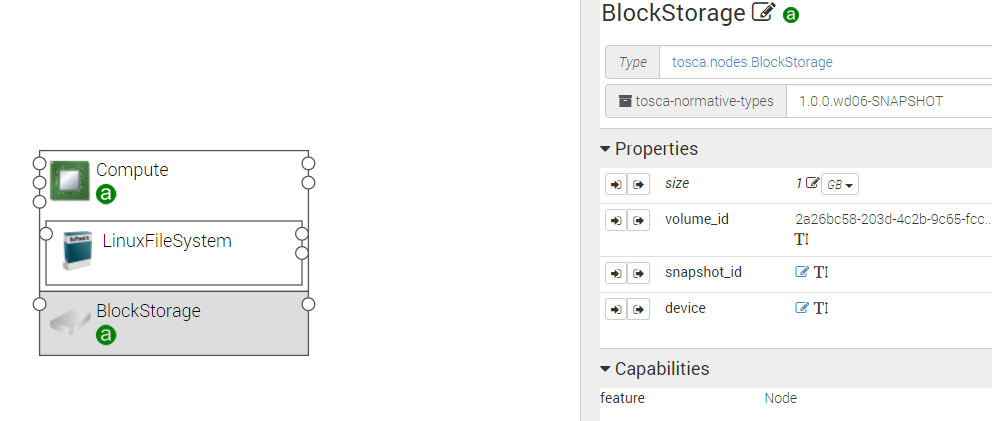 Compute
a
Software
LinuxFileSystem
BlockStorage
a
BlockStorage a
Type tosca.nodes.BlockStorage
tosca-normative-types 1.0.0.wd06-SNAPSHOT
Properties
size 1 GB
volume_id 2a26bc58-203d-4c2b-9c65-fcc...
T
snapshot_id T
device T
Capabilities
feature Node